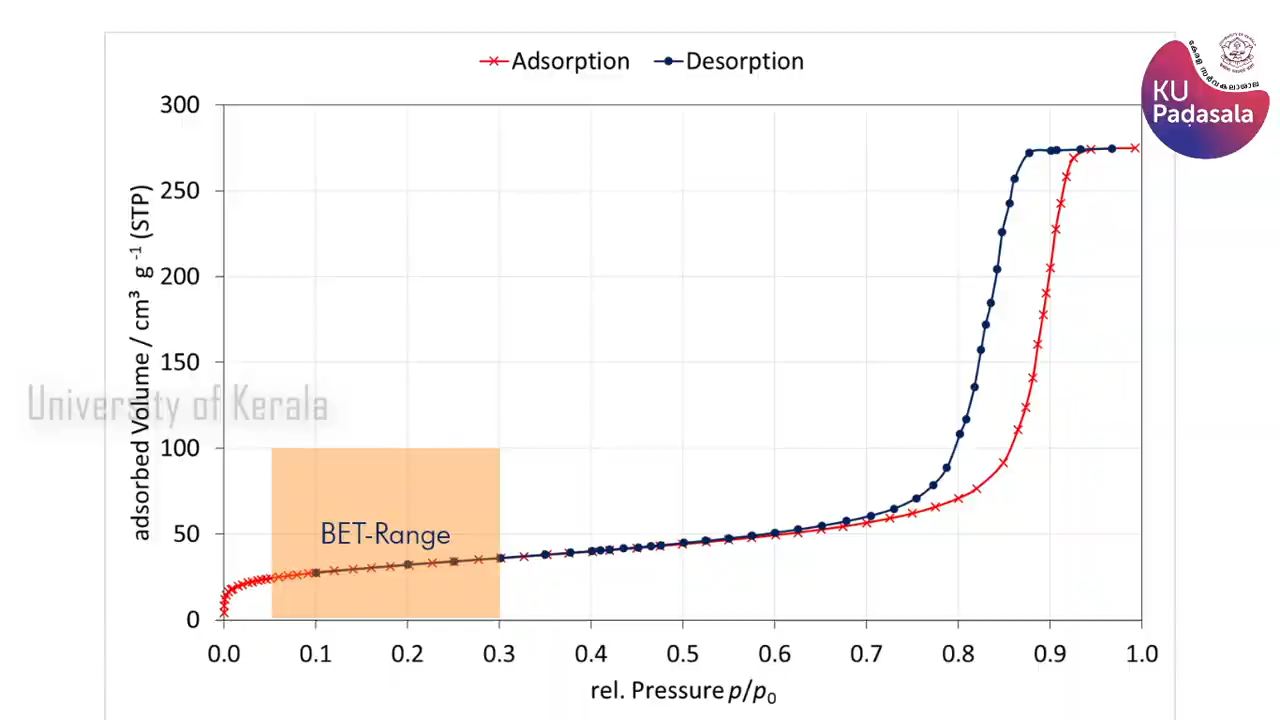 Adsorption
Desorption
KU
Padasala
കേരള സർവകലാശാല
300
250
200
150
100
50
0
adsorbed Volume / cm³ g ⁻¹ (STP)
University of Kerala
BET-Range
0.0 0.1 0.2 0.3 0.4 0.5 0.6 0.7 0.8 0.9 1.0
rel. Pressure p/p₀